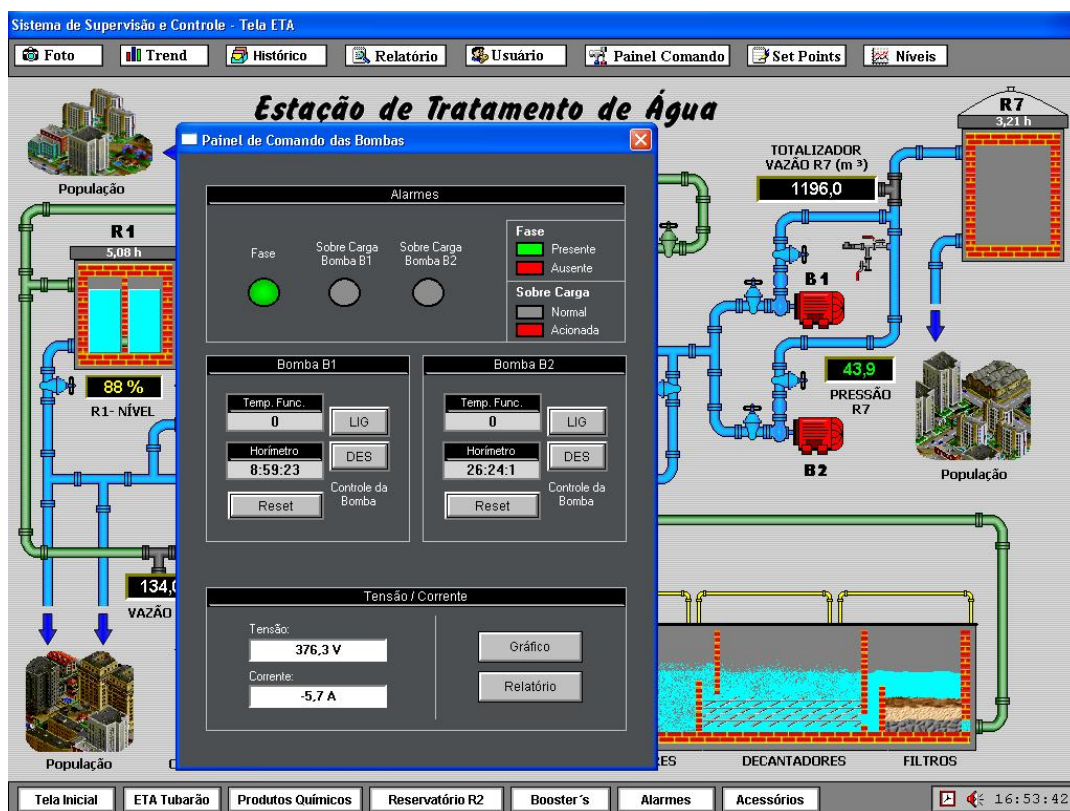 Sistema de Supervisão e Controle - Tela ETA
Foto
Trend
Histórico
Relatório
Usuário
Painel Comando
Set Points
Níveis
Estação de Tratamento de Água
População
R1
5,08 h
88 %
R1- NÍVEL
134,
VAZÃO
População
Painel de Comando das Bombas
Alarmes
Fase
Sobre Carga
Bomba B1
Sobre Carga
Bomba B2
Fase
Presente
Ausente
Sobre Carga
Normal
Acionada
Bomba B1
Temp. Func.
0
LIG
Horímetro
8:59:23
DES
Reset
Controle da
Bomba
Bomba B2
Temp. Func.
0
LIG
Horímetro
26:24:1
DES
Reset
Controle da
Bomba
Tensão / Corrente
Tensão:
376,3 V
Corrente:
-5,7 A
Gráfico
Relatório
R7
3,21 h
TOTALIZADOR
VAZÃO R7 (m ³)
1196,0
B1
43,9
PRESSÃO
R7
B2
População
RES
DECANTADORES
FILTROS
Tela Inicial
ETA Tubarão
Produtos Químicos
Reservatório R2
Booster´s
Alarmes
Acessórios
16:53:42